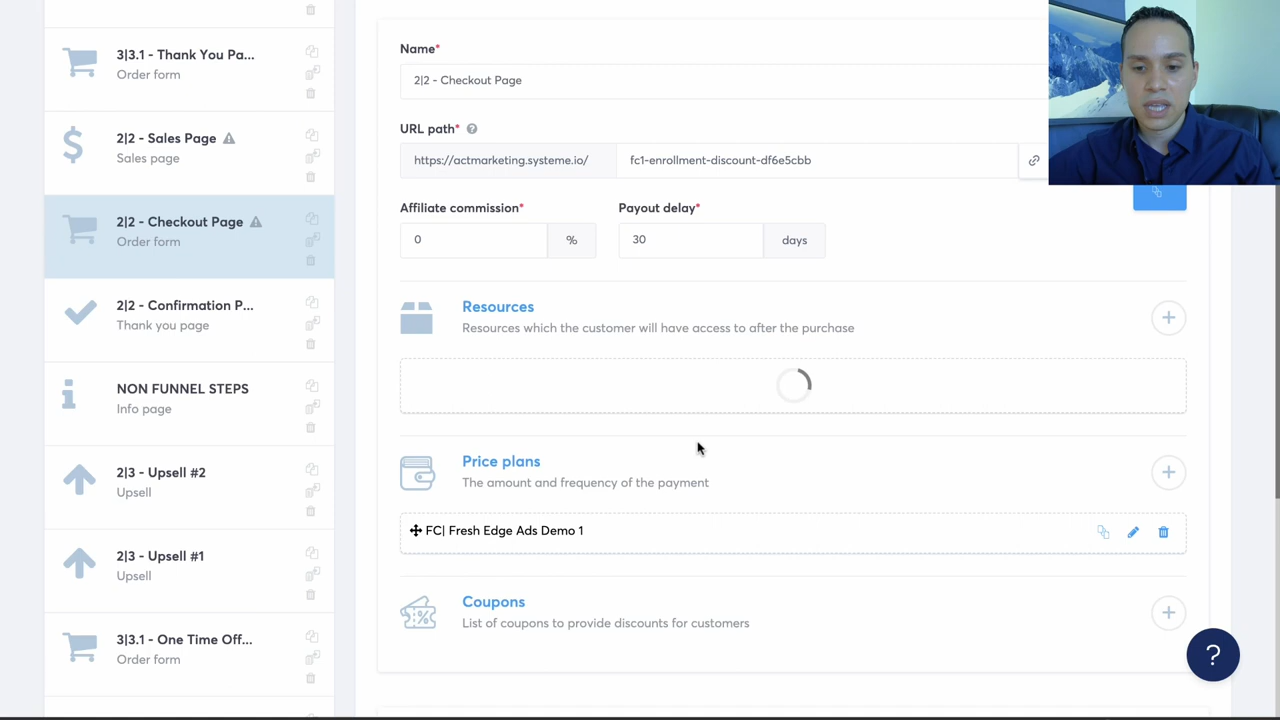 3|3.1 - Thank You Pa...
Order form
2|2 - Sales Page
Sales page
2|2 - Checkout Page
Order form
2|2 - Confirmation P...
Thank you page
NON FUNNEL STEPS
Info page
2|3 - Upsell #2
Upsell
2|3 - Upsell #1
Upsell
3|3.1 - One Time Off...
Order form
Name*
2|2 - Checkout Page
URL path* ?
https://actmarketing.systeme.io/ fc1-enrollment-discount-df6e5cbb
Affiliate commission* Payout delay*
0 % 30 days
Resources
Resources which the customer will have access to after the purchase
Price plans
The amount and frequency of the payment
FC| Fresh Edge Ads Demo 1
Coupons
List of coupons to provide discounts for customers
?